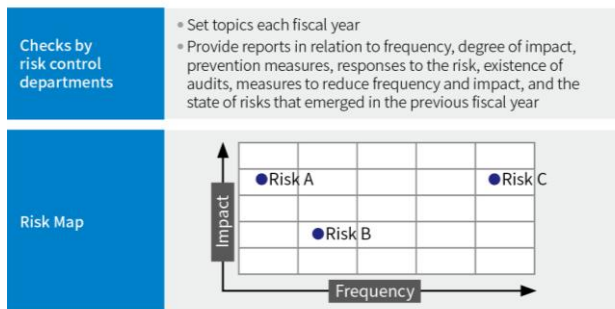 Checks by
risk control
departments
• Set topics each fiscal year
• Provide reports in relation to frequency, degree of impact,
prevention measures, responses to the risk, existence of
audits, measures to reduce frequency and impact, and the
state of risks that emerged in the previous fiscal year
Risk Map
Impact
Risk A
Risk C
Risk B
Frequency